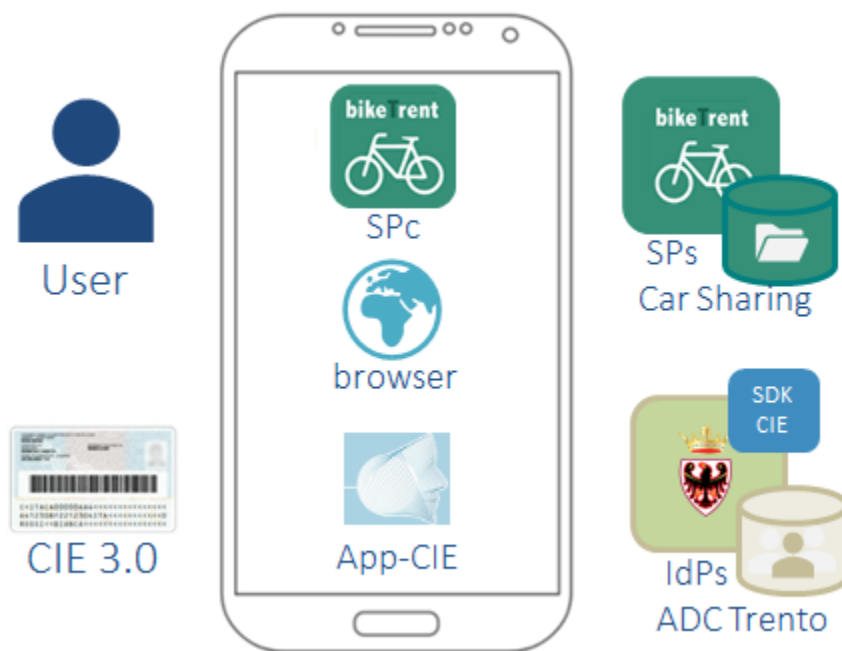 bikeTrent
SPc
browser
App-CIE
User
CIE 3.0
bikeTrent
SPs
Car Sharing
SDK
CIE
IdPs
ADC Trento